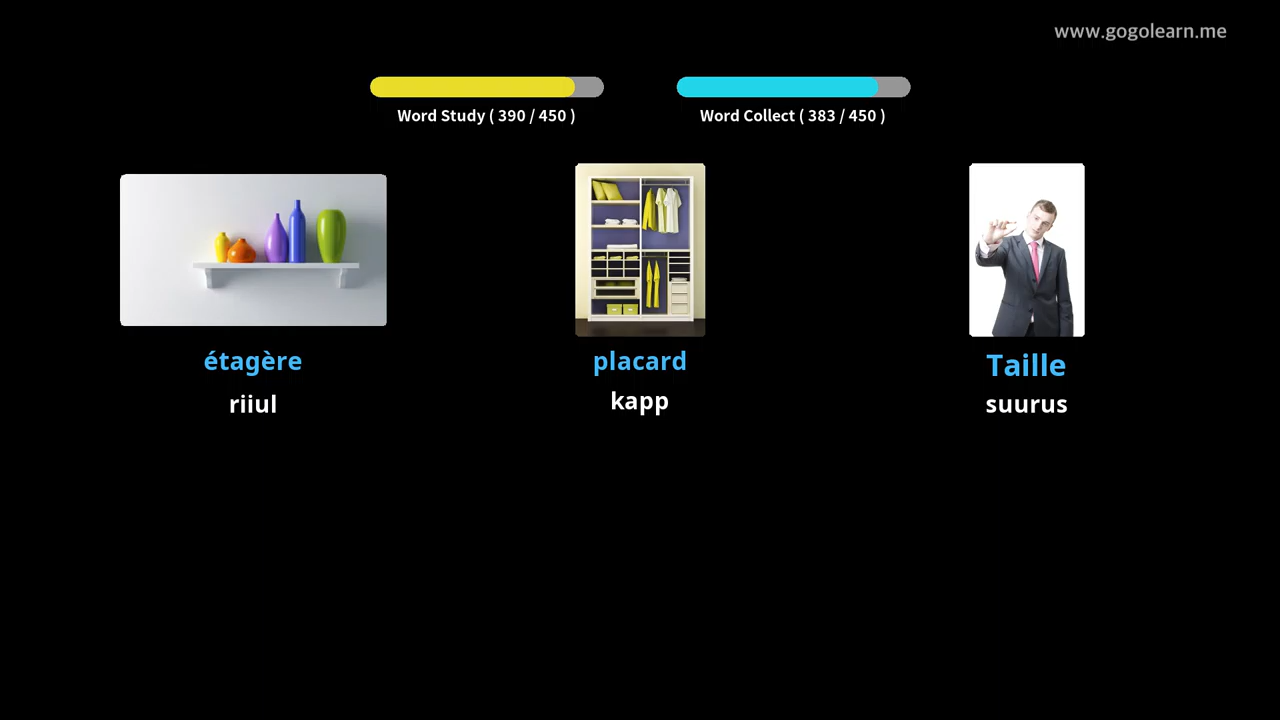 www.gogolearn.me
Word Study ( 390 / 450 )
Word Collect ( 383 / 450 )
étagère
placard
Taille
riiul
kapp
suurus